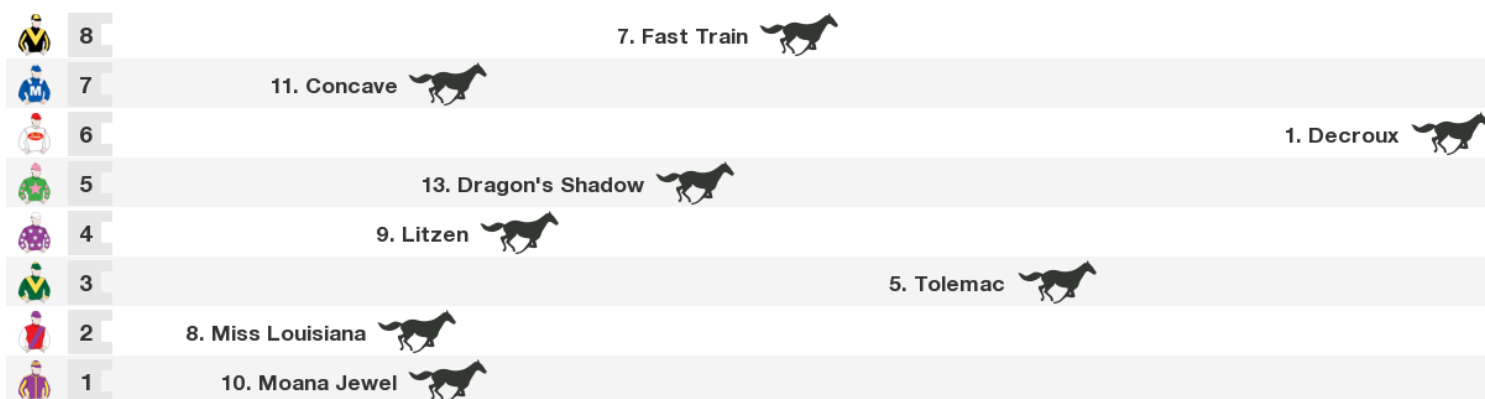 8 7. Fast Train
7 11. Concave
M
6 1. Decroux
5 13. Dragon's Shadow
4 9. Litzen
3 5. Tolemac
2 8. Miss Louisiana
1 10. Moana Jewel